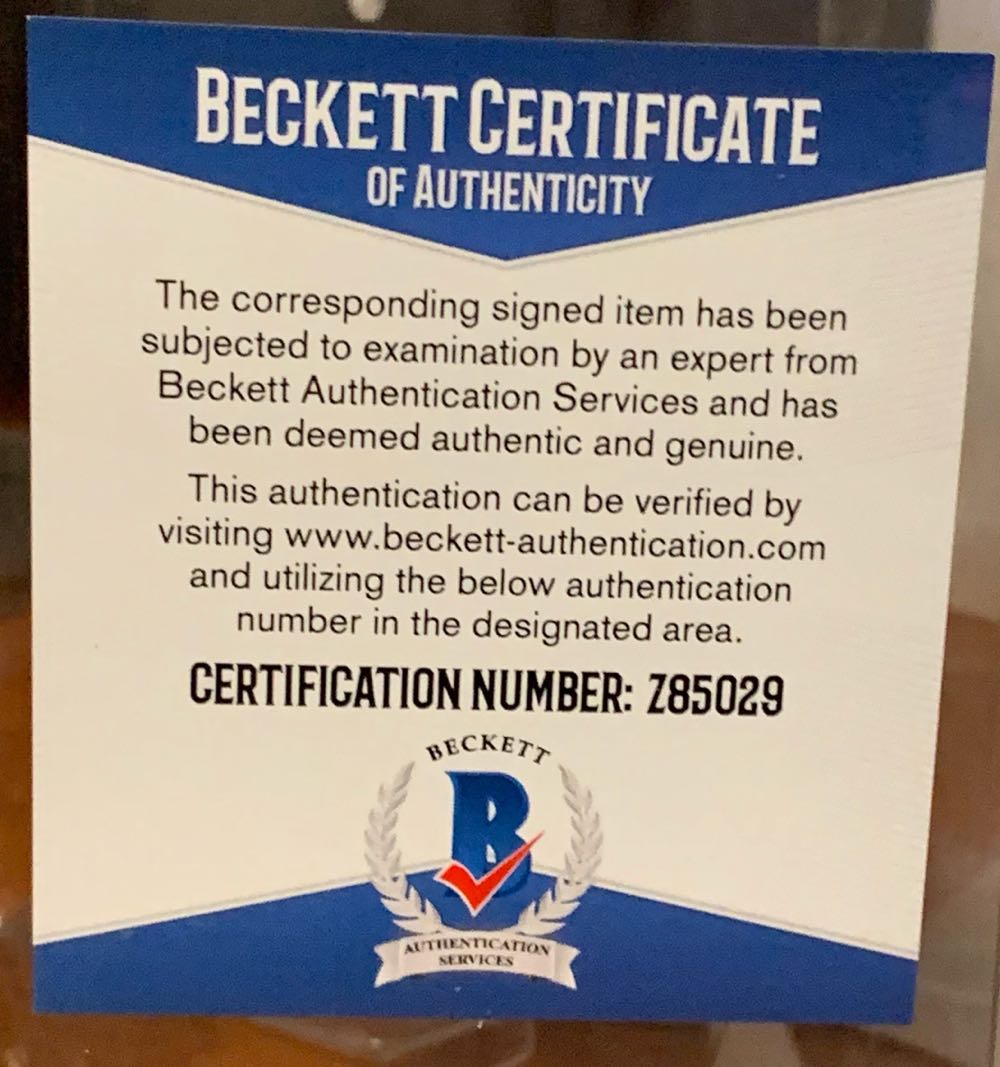 BECKETT CERTIFICATE
OF AUTHENTICITY
The corresponding signed item has been
subjected to examination by an expert from
Beckett Authentication Services and has
been deemed authentic and genuine.
This authentication can be verified by
visiting www.beckett-authentication.com
and utilizing the below authentication
number in the designated area.
CERTIFICATION NUMBER: Z85029
BECKETT
B
AUTHENTICATION
SERVICES